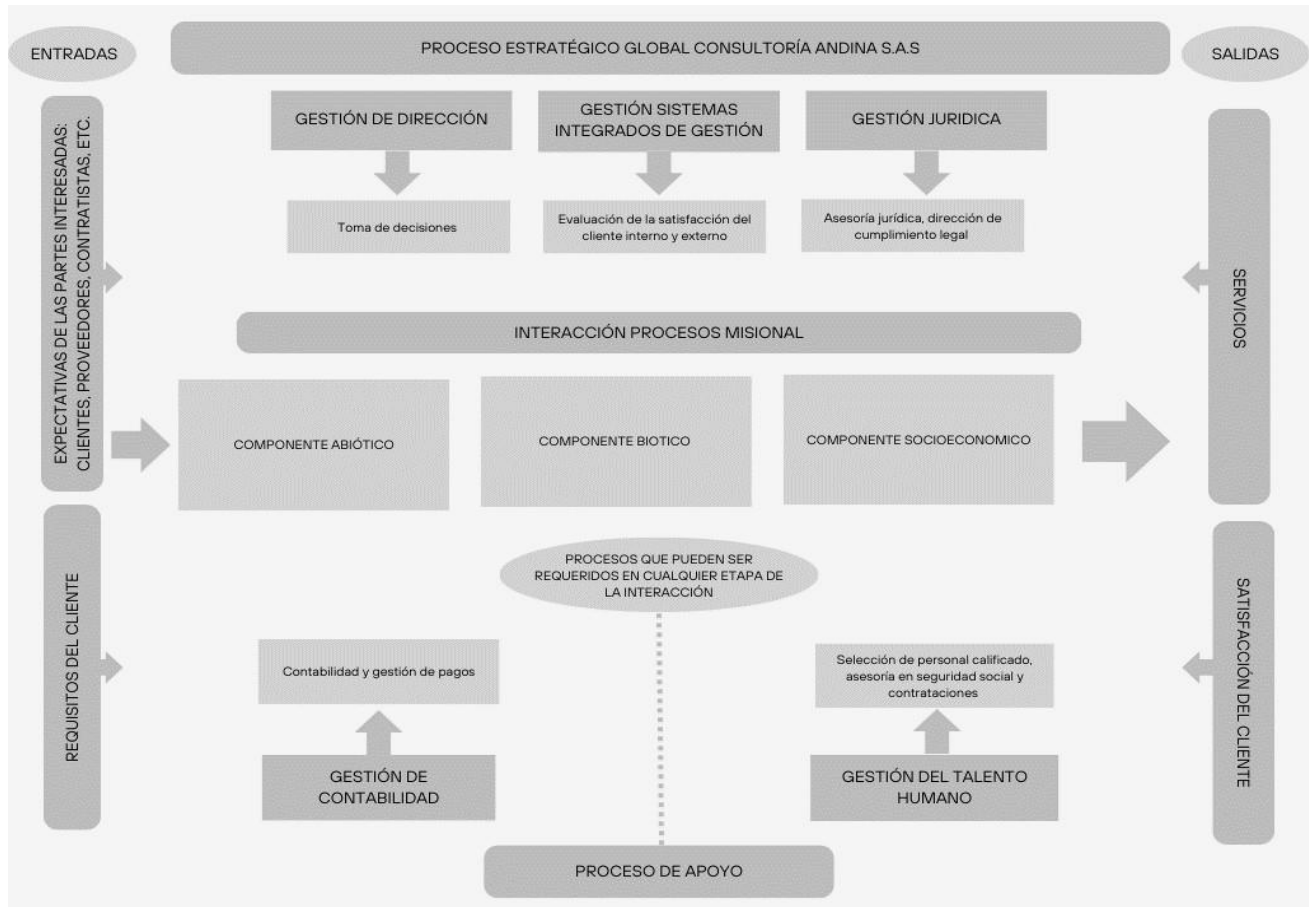 ENTRADAS
PROCESO ESTRATÉGICO GLOBAL CONSULTORÍA ANDINA S.A.S
SALIDAS
EXPECTATIVAS DE LAS PARTES INTERESADAS:
CLIENTES, PROVEEDORES, CONTRATISTAS, ETC.
GESTIÓN DE DIRECCIÓN
GESTIÓN SISTEMAS
INTEGRADOS DE GESTIÓN
GESTIÓN JURIDICA
Toma de decisiones
Evaluación de la satisfacción del
cliente interno y externo
Asesoría jurídica, dirección de
cumplimiento legal
SERVICIOS
INTERACCIÓN PROCESOS MISIONAL
COMPONENTE ABIÓTICO
COMPONENTE BIOTICO
COMPONENTE SOCIOECONOMICO
REQUISITOS DEL CLIENTE
PROCESOS QUE PUEDEN SER
REQUERIDOS EN CUALQUIER ETAPA DE
LA INTERACCIÓN
SATISFACCIÓN DEL CLIENTE
Contabilidad y gestión de pagos
Selección de personal calificado,
asesoría en seguridad social y
contrataciones
GESTIÓN DE
CONTABILIDAD
GESTIÓN DEL TALENTO
HUMANO
PROCESO DE APOYO